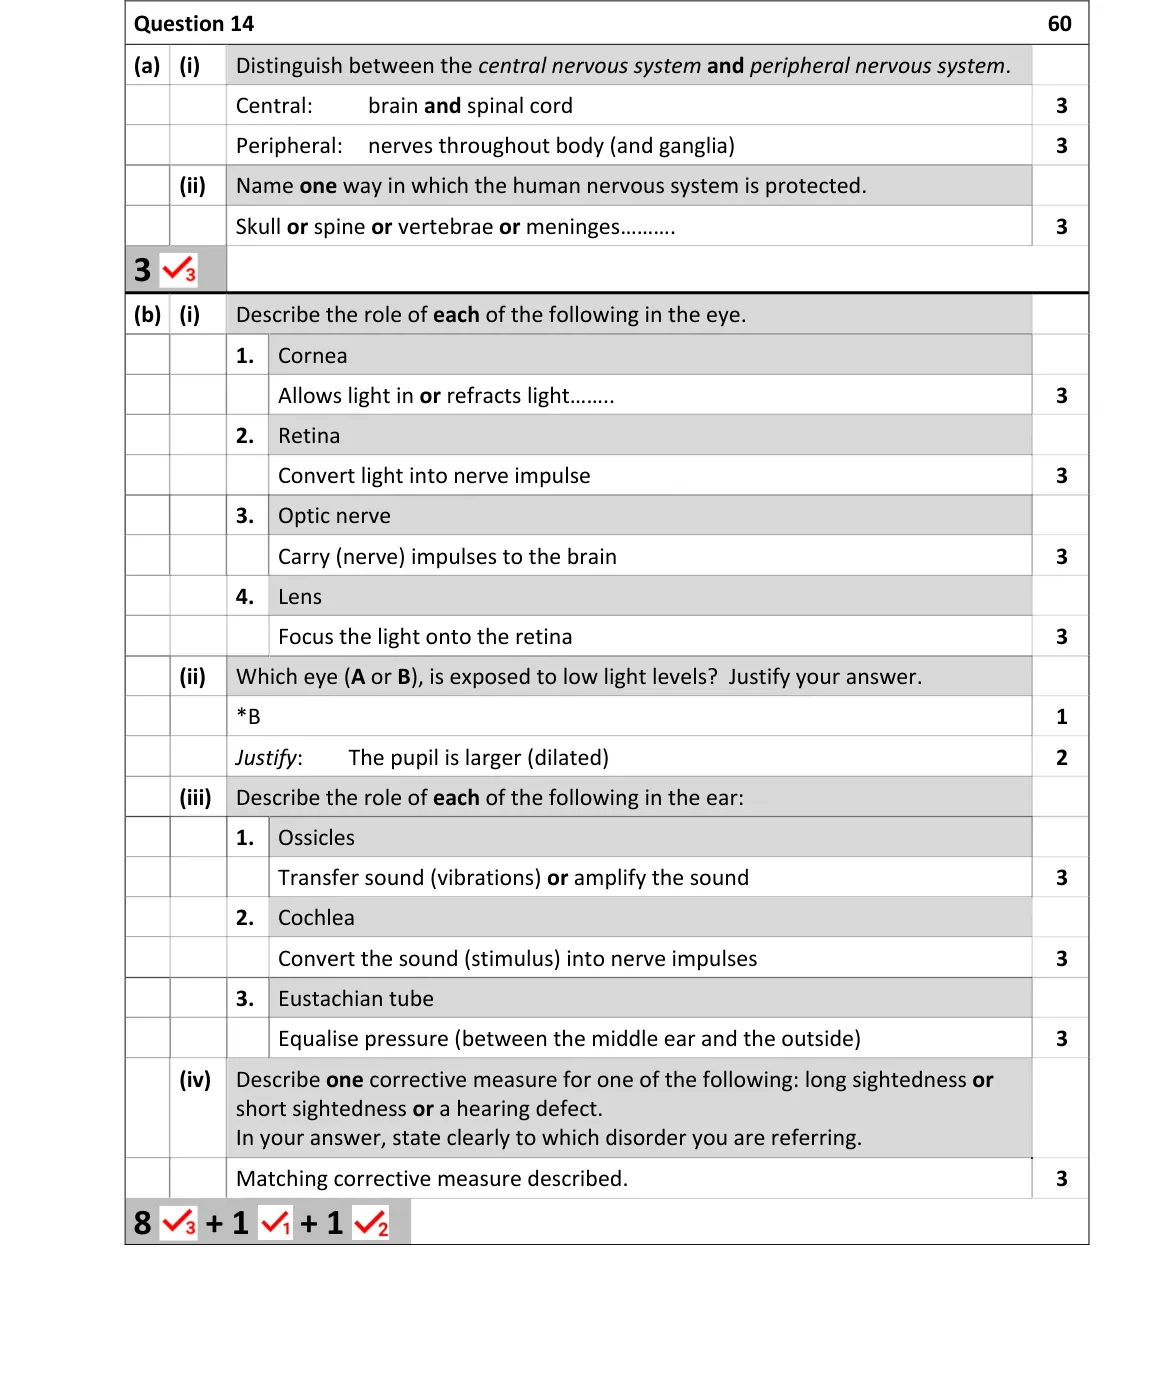 Question 14 60
(a) (i) Distinguish between the central nervous system and peripheral nervous system.
Central: brain and spinal cord 3
Peripheral: nerves throughout body (and ganglia) 3
(ii) Name one way in which the human nervous system is protected.
Skull or spine or vertebrae or meninges.......... 3
3 ✓3
(b) (i) Describe the role of each of the following in the eye.
1. Cornea
Allows light in or refracts light........ 3
2. Retina
Convert light into nerve impulse 3
3. Optic nerve
Carry (nerve) impulses to the brain 3
4. Lens
Focus the light onto the retina 3
(ii) Which eye (A or B), is exposed to low light levels? Justify your answer.
*B 1
Justify: The pupil is larger (dilated) 2
(iii) Describe the role of each of the following in the ear:
1. Ossicles
Transfer sound (vibrations) or amplify the sound 3
2. Cochlea
Convert the sound (stimulus) into nerve impulses 3
3. Eustachian tube
Equalise pressure (between the middle ear and the outside) 3
(iv) Describe one corrective measure for one of the following: long sightedness or
short sightedness or a hearing defect.
In your answer, state clearly to which disorder you are referring.
Matching corrective measure described. 3
8 ✓3 + 1 ✓1 + 1 ✓2